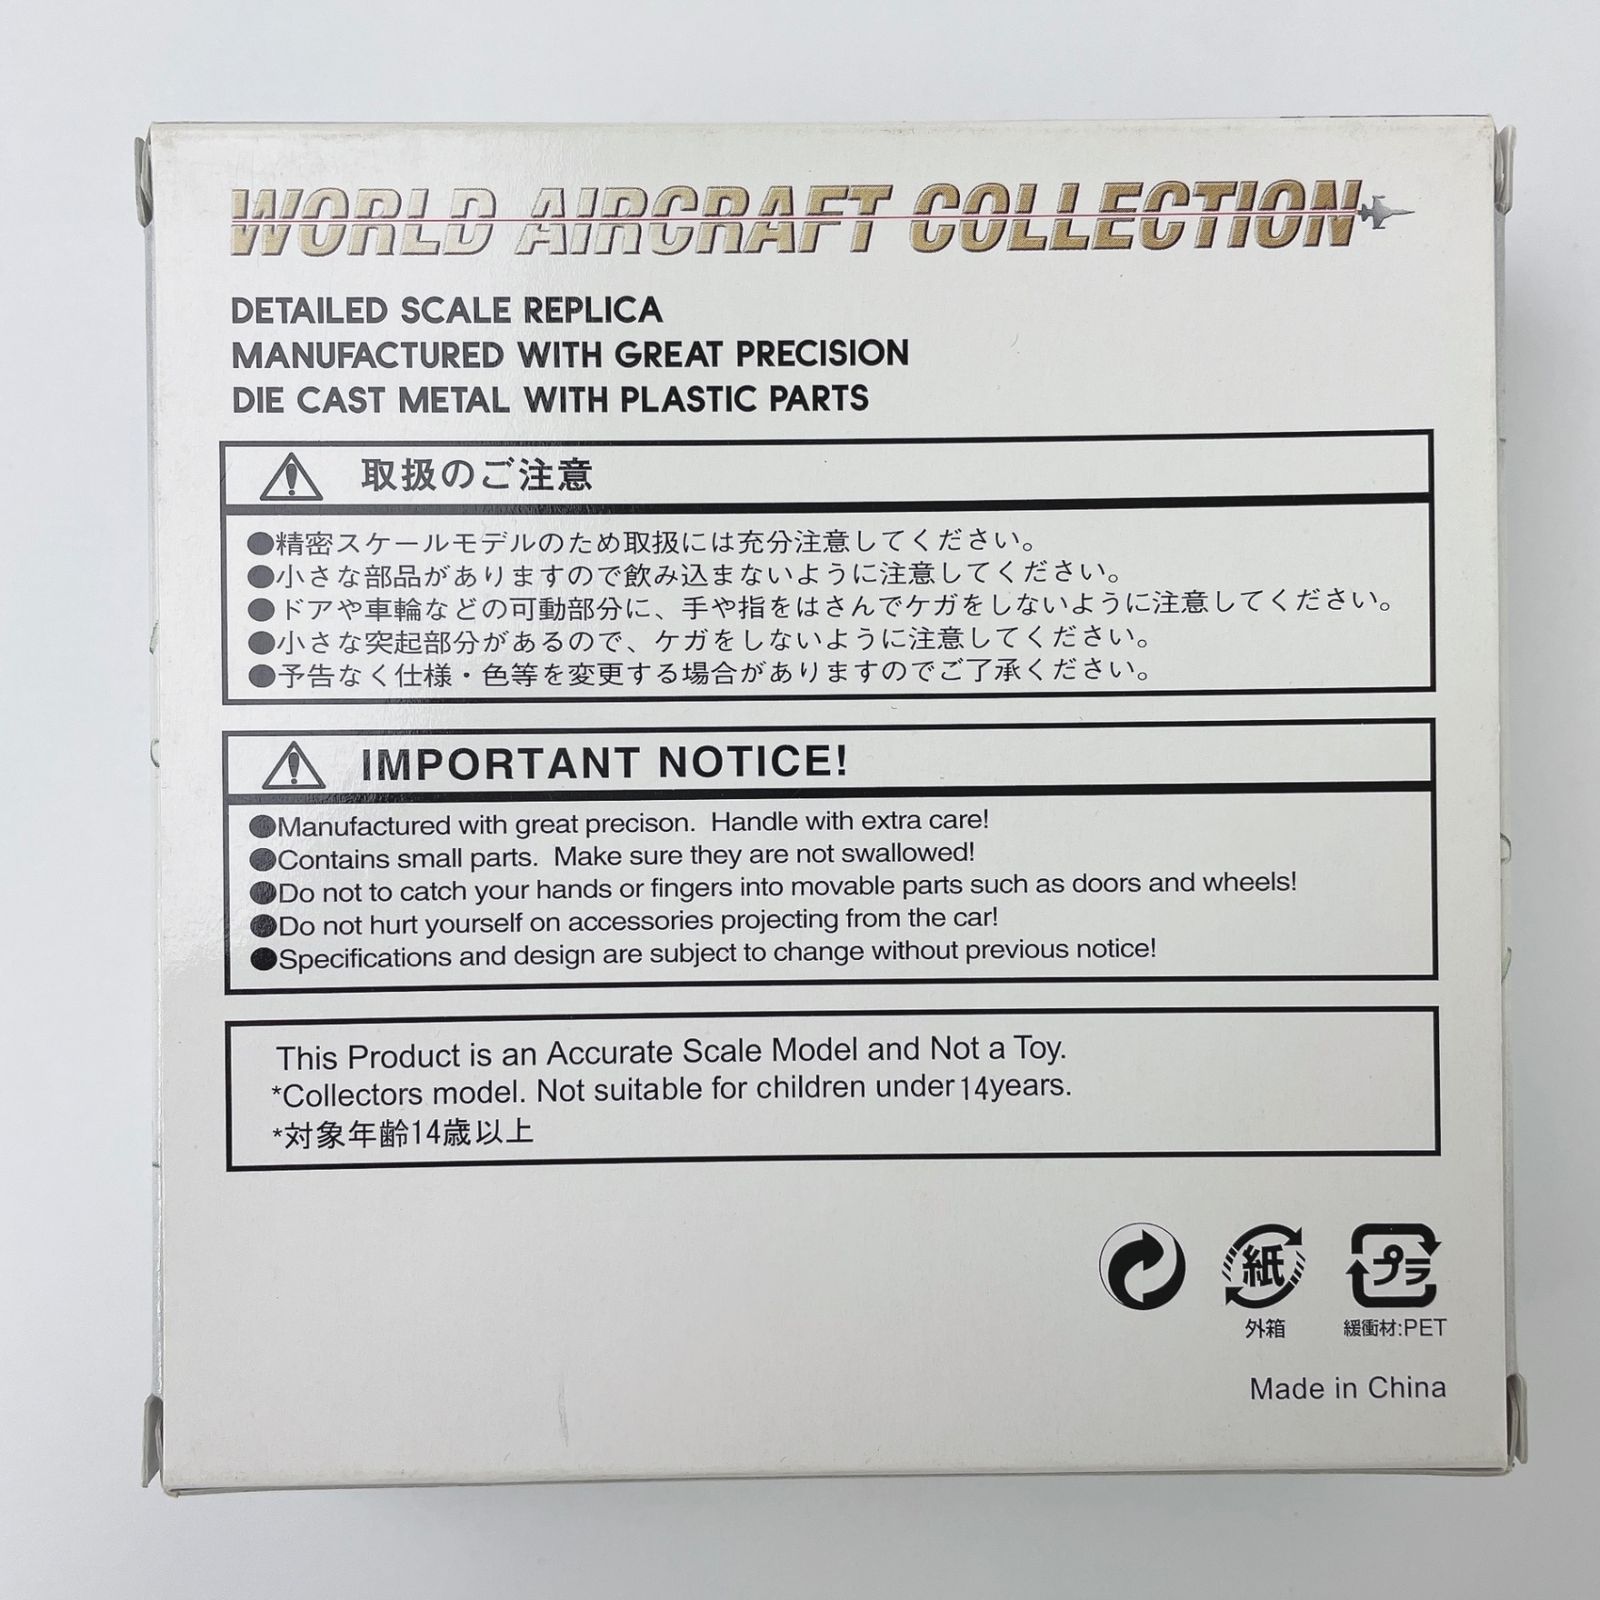 WORLD AIRCRAFT COLLECTION
DETAILED SCALE REPLICA
MANUFACTURED WITH GREAT PRECISION
DIE CAST METAL WITH PLASTIC PARTS
取扱のご注意
●精密スケールモデルのため取扱には充分注意してください。
●小さな部品がありますので飲み込まないように注意してください。
●ドアや車輪などの可動部分に、手や指をはさんでケガをしないように注意してください。
●小さな突起部分があるので、ケガをしないように注意してください。
●予告なく仕様・色等を変更する場合がありますのでご了承ください。
IMPORTANT NOTICE!
●Manufactured with great precison. Handle with extra care!
●Contains small parts. Make sure they are not swallowed!
●Do not to catch your hands or fingers into movable parts such as doors and wheels!
●Do not hurt yourself on accessories projecting from the car!
●Specifications and design are subject to change without previous notice!
This Product is an Accurate Scale Model and Not a Toy.
*Collectors model. Not suitable for children under 14years.
*対象年齢14歳以上
紙
プラ
外箱
緩衝材:PET
Made in China